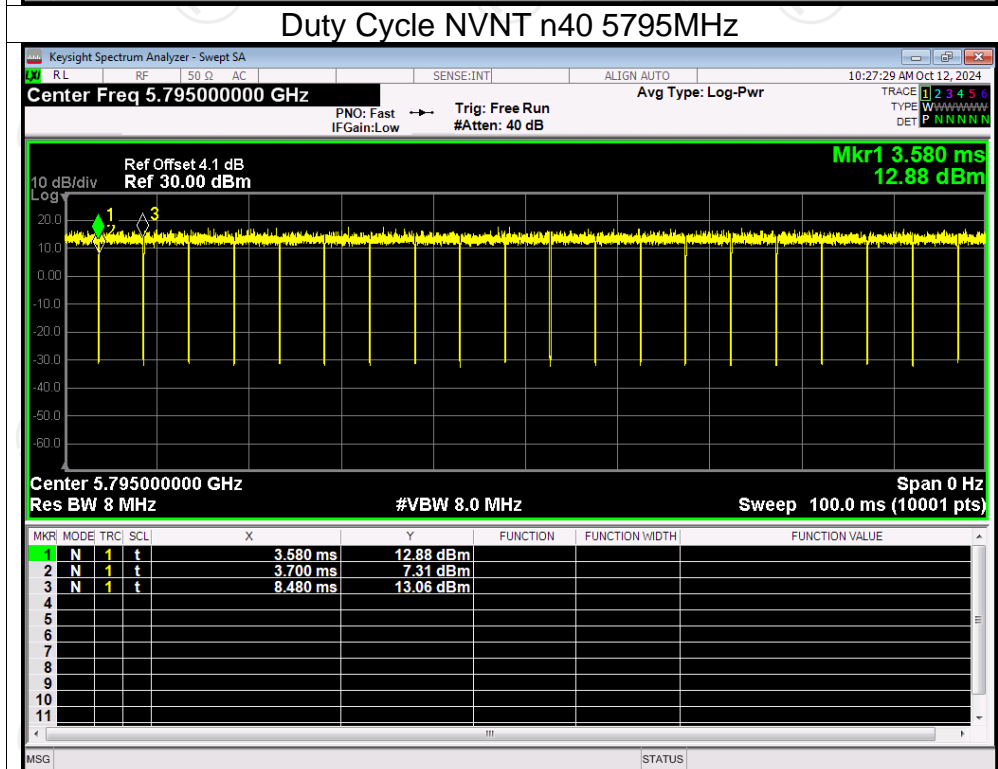 Duty Cycle NVNT n40 5795MHz
Keysight Spectrum Analyzer - Swept SA
LXI RL RF 50 Ω AC SENSE:INT ALIGN AUTO 10:27:29 AM Oct 12, 2024
Center Freq 5.795000000 GHz Avg Type: Log-Pwr TRACE 1 2 3 4 5 6
PNO: Fast Trig: Free Run TYPE WWWWWW
IFGain:Low #Atten: 40 dB DET P N N N N N
Mkr1 3.580 ms
Ref Offset 4.1 dB
10 dB/div Ref 30.00 dBm 12.88 dBm
Log
1 2 3
20.0
10.0
0.00
-10.0
-20.0
-30.0
-40.0
-50.0
-60.0
Center 5.795000000 GHz Span 0 Hz
Res BW 8 MHz #VBW 8.0 MHz Sweep 100.0 ms (10001 pts)
MKR MODE TRC SCL X Y FUNCTION FUNCTION WIDTH FUNCTION VALUE
1 N 1 t 3.580 ms 12.88 dBm
2 N 1 t 3.700 ms 7.31 dBm
3 N 1 t 8.480 ms 13.06 dBm
4
5
6
7
8
9
10
11
MSG STATUS